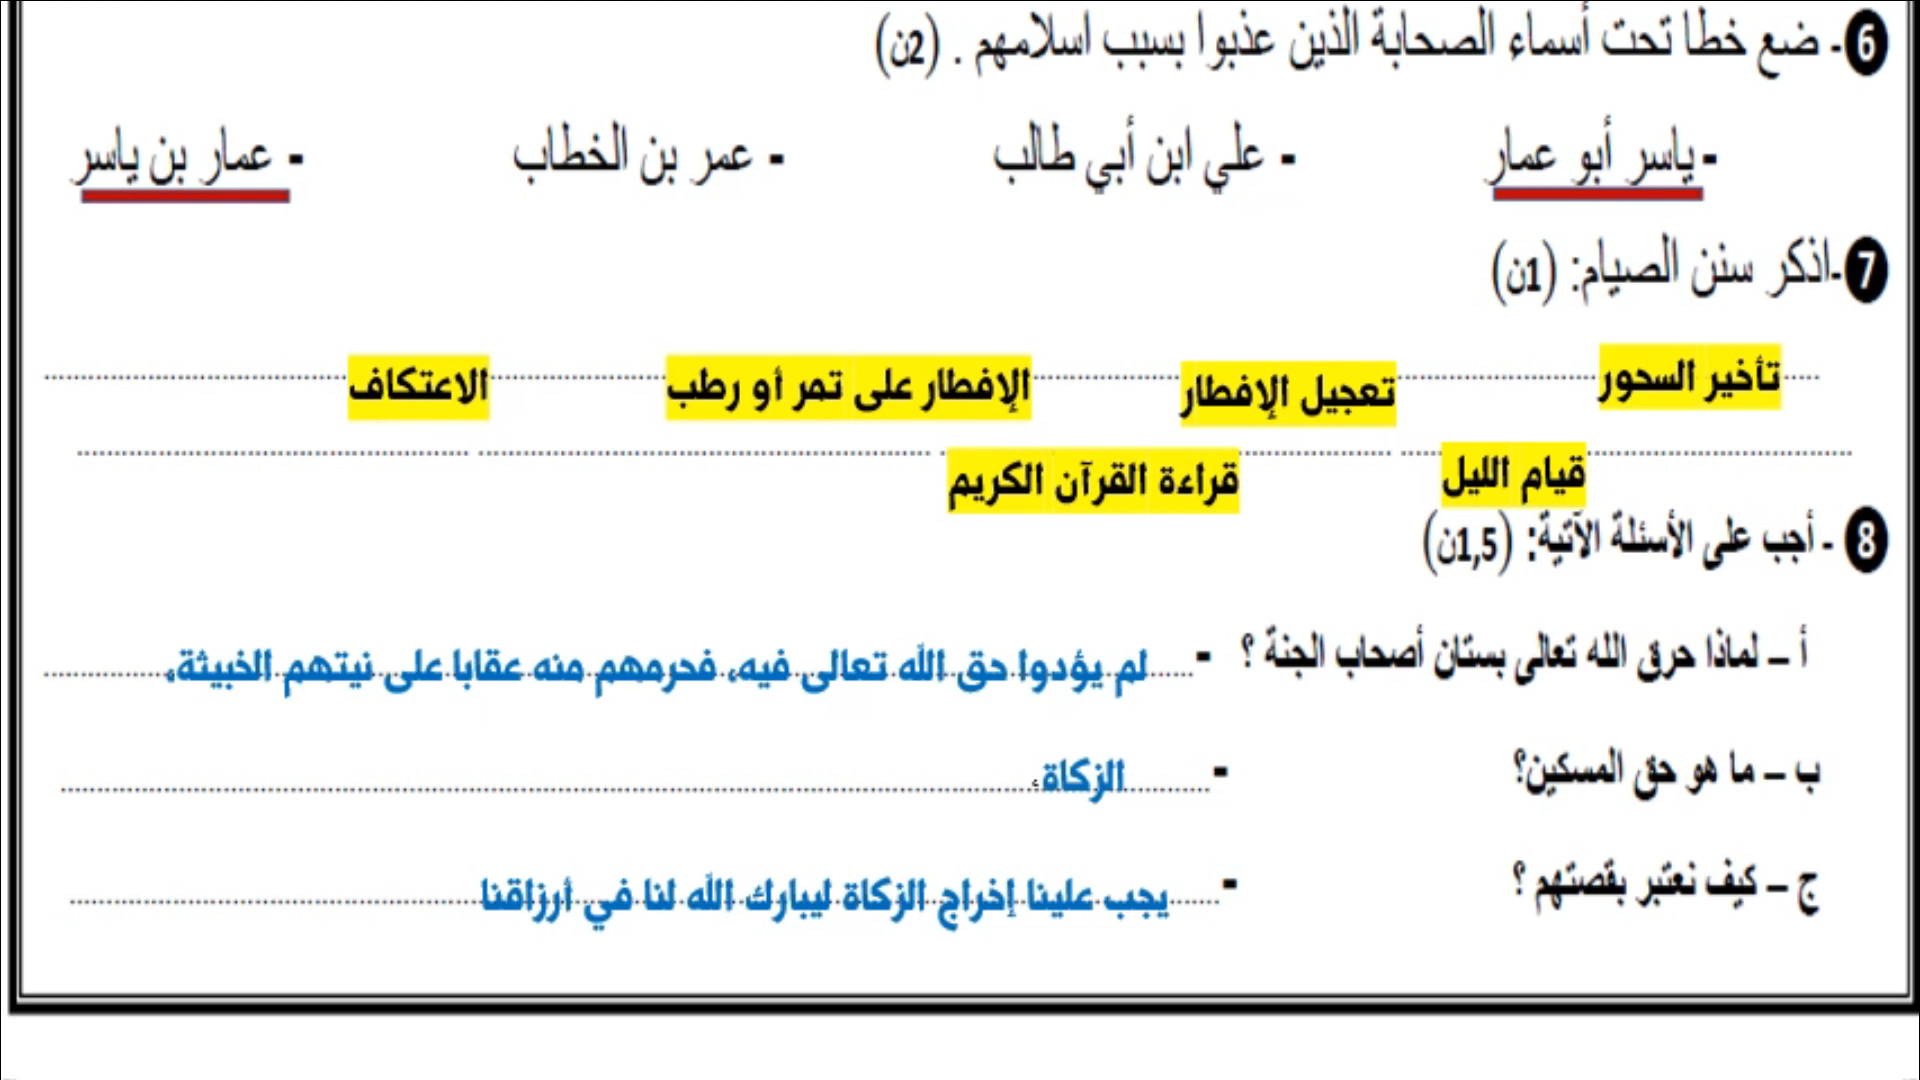 6- ضع خطا تحت أسماء الصحابة الذين عذبوا بسبب اسلامهم . (2ن)
- ياسر أبو عمار - علي ابن أبي طالب - عمر بن الخطاب - عمار بن ياسر
7-اذكر سنن الصيام: (1ن)
تأخير السحور تعجيل الإفطار الإفطار على تمر أو رطب الاعتكاف
قيام الليل قراءة القرآن الكريم
8- أجب على الأسئلة الآتية: (1,5ن)
أ – لماذا حرق الله تعالى بستان أصحاب الجنة ؟ - لم يؤدوا حق الله تعالى فيه، فحرمهم منه عقابا على نيتهم الخبيثة،
ب – ما هو حق المسكين؟ - الزكاة،
ج – كيف نعتبر بقصتهم ؟ - يجب علينا إخراج الزكاة ليبارك الله لنا في أرزاقنا